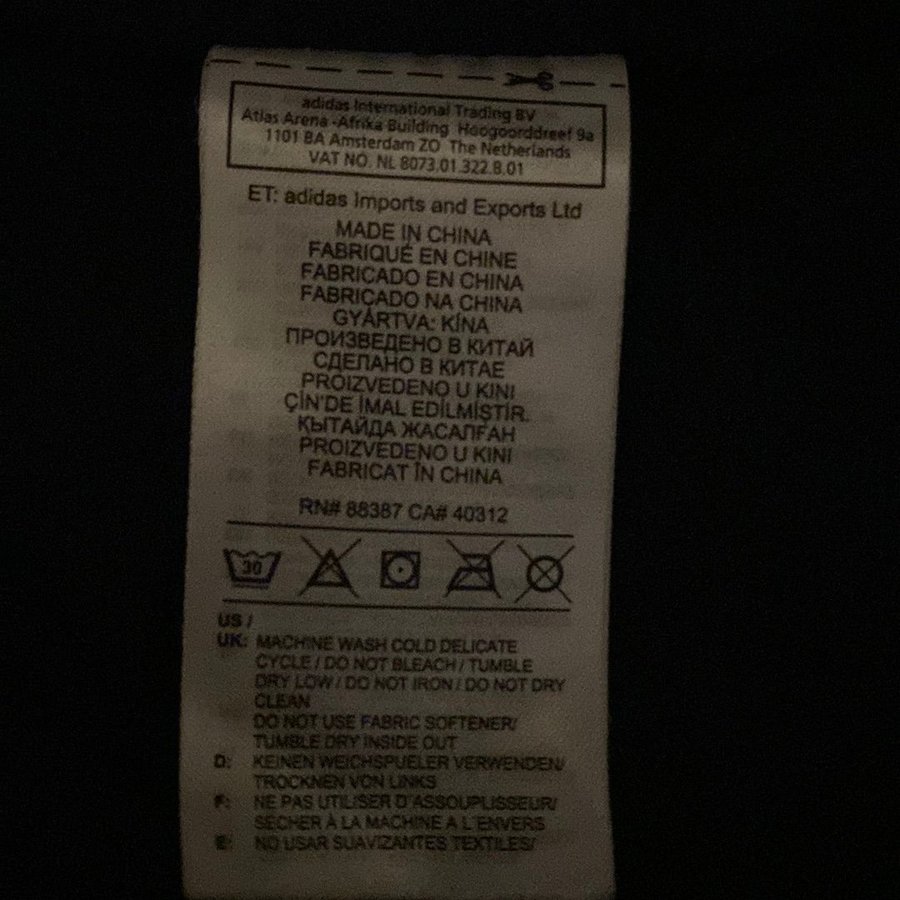 adidas International Trading BV
Atlas Arena -Afrika Building Hoogoorddreef 9a
1101 BA Amsterdam ZO The Netherlands
VAT NO. NL 8073.01.322.B.01
ET: adidas Imports and Exports Ltd
MADE IN CHINA
FABRIQUÉ EN CHINE
FABRICADO EN CHINA
FABRICADO NA CHINA
GYÁRTVA: KÍNA
ПРОИЗВЕДЕНО В КИТАЙ
СДЕЛАНО В КИТАЕ
PROIZVEDENO U KINI
ÇİN'DE İMAL EDİLMİŞTİR.
ҚЫТАЙДА ЖАСАЛҒАН
PROIZVEDENO U KINI
FABRICAT ÎN CHINA
RN# 88387 CA# 40312
30
US /
UK: MACHINE WASH COLD DELICATE
CYCLE / DO NOT BLEACH / TUMBLE
DRY LOW / DO NOT IRON / DO NOT DRY
CLEAN
DO NOT USE FABRIC SOFTENER/
TUMBLE DRY INSIDE OUT
D: KEINEN WEICHSPUELER VERWENDEN/
TROCKNEN VON LINKS
F: NE PAS UTILISER D'ASSOUPLISSEUR/
SÉCHER À LA MACHINE A L'ENVERS
E: NO USAR SUAVIZANTES TEXTILES/